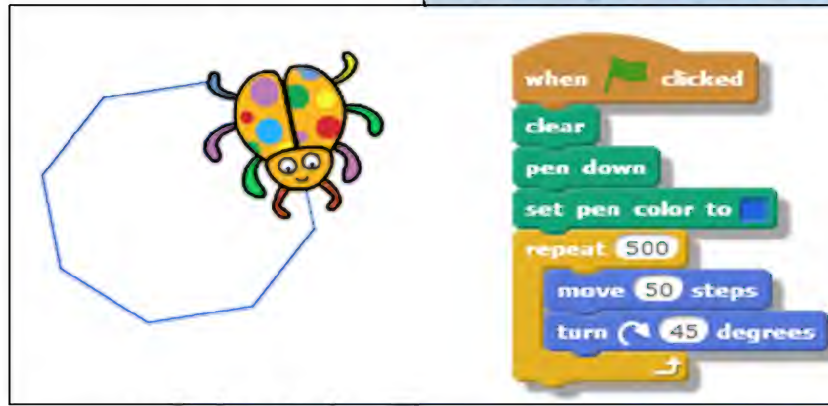 when clicked
clear
pen down
set pen color to
repeat 500
move 50 steps
turn 45 degrees